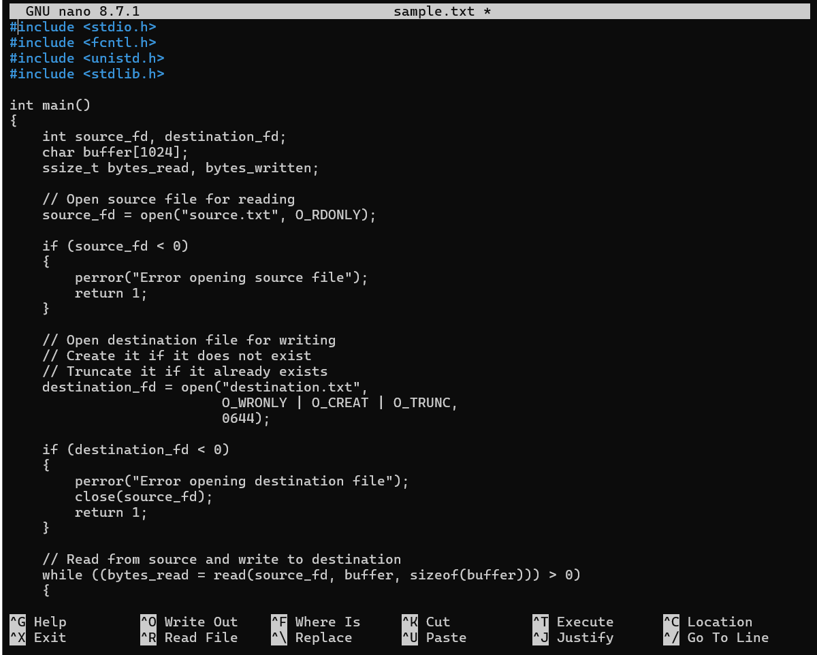 GNU nano 8.7.1 sample.txt *
#include <stdio.h>
#include <fcntl.h>
#include <unistd.h>
#include <stdlib.h>

int main()
{
    int source_fd, destination_fd;
    char buffer[1024];
    ssize_t bytes_read, bytes_written;

    // Open source file for reading
    source_fd = open("source.txt", O_RDONLY);

    if (source_fd < 0)
    {
        perror("Error opening source file");
        return 1;
    }

    // Open destination file for writing
    // Create it if it does not exist
    // Truncate it if it already exists
    destination_fd = open("destination.txt",
                          O_WRONLY | O_CREAT | O_TRUNC,
                          0644);

    if (destination_fd < 0)
    {
        perror("Error opening destination file");
        close(source_fd);
        return 1;
    }

    // Read from source and write to destination
    while ((bytes_read = read(source_fd, buffer, sizeof(buffer))) > 0)
    {

^G Help ^O Write Out ^F Where Is ^K Cut ^T Execute ^C Location
^X Exit ^R Read File ^\ Replace ^U Paste ^J Justify ^/ Go To Line